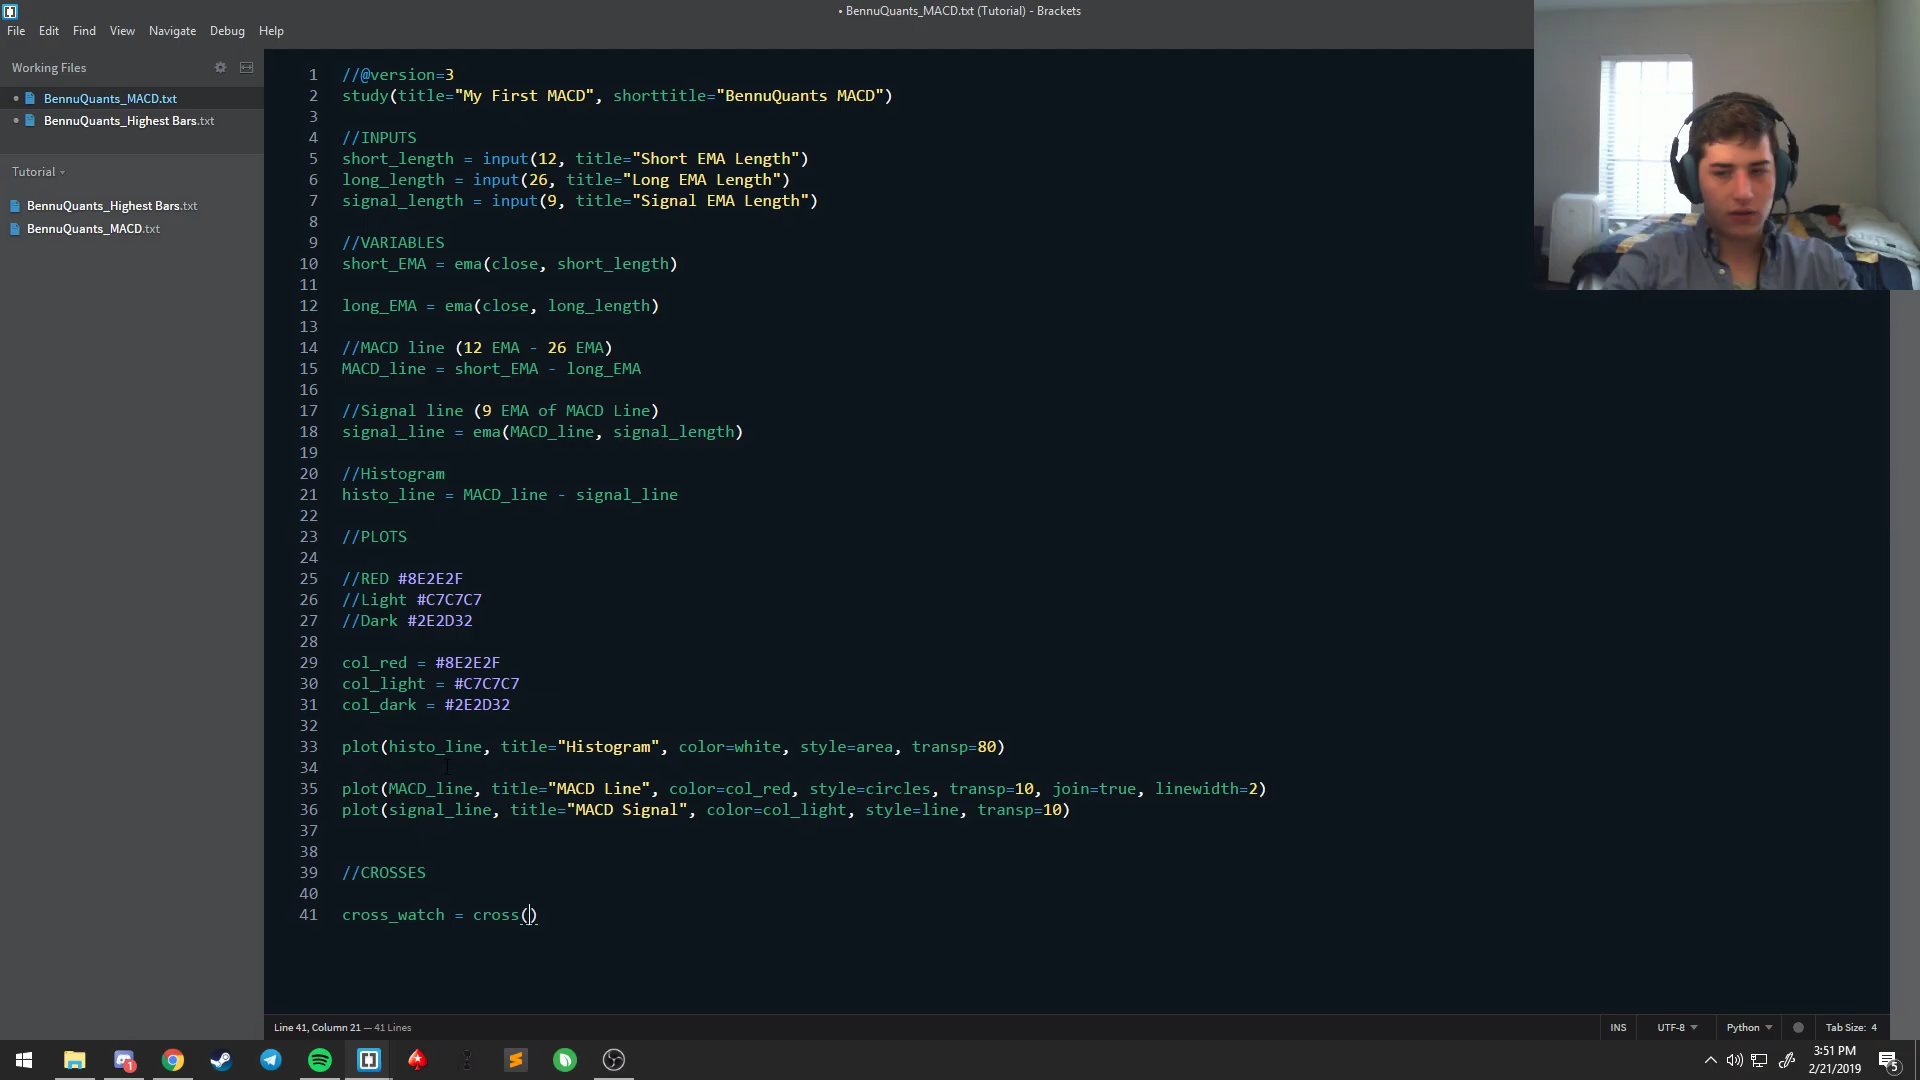 • BennuQuants_MACD.txt (Tutorial) - Brackets
File Edit Find View Navigate Debug Help
Working Files
BennuQuants_MACD.txt
BennuQuants_Highest Bars.txt
Tutorial
BennuQuants_Highest Bars.txt
BennuQuants_MACD.txt
1 //@version=3
2 study(title="My First MACD", shorttitle="BennuQuants MACD")
3
4 //INPUTS
5 short_length = input(12, title="Short EMA Length")
6 long_length = input(26, title="Long EMA Length")
7 signal_length = input(9, title="Signal EMA Length")
8
9 //VARIABLES
10 short_EMA = ema(close, short_length)
11
12 long_EMA = ema(close, long_length)
13
14 //MACD line (12 EMA - 26 EMA)
15 MACD_line = short_EMA - long_EMA
16
17 //Signal line (9 EMA of MACD Line)
18 signal_line = ema(MACD_line, signal_length)
19
20 //Histogram
21 histo_line = MACD_line - signal_line
22
23 //PLOTS
24
25 //RED #8E2E2F
26 //Light #C7C7C7
27 //Dark #2E2D32
28
29 col_red = #8E2E2F
30 col_light = #C7C7C7
31 col_dark = #2E2D32
32
33 plot(histo_line, title="Histogram", color=white, style=area, transp=80)
34
35 plot(MACD_line, title="MACD Line", color=col_red, style=circles, transp=10, join=true, linewidth=2)
36 plot(signal_line, title="MACD Signal", color=col_light, style=line, transp=10)
37
38
39 //CROSSES
40
41 cross_watch = cross()
Line 41, Column 21 — 41 Lines
INS UTF-8 Python Tab Size: 4
3:51 PM
2/21/2019
1
5